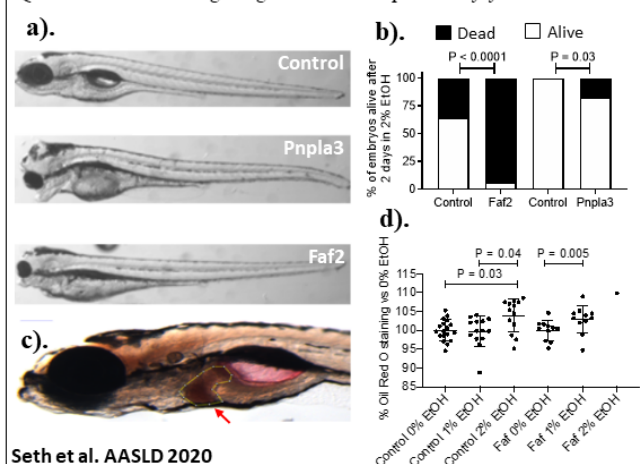 a).
Control
Pnpla3
Faf2
b).
Dead Alive
P < 0.0001 P = 0.03
% of embryos alive after
2 days in 2% EtOH
100
75
50
25
0
Control Faf2 Control Pnpla3
c).
d).
P = 0.04 P = 0.005
P = 0.03
% Oil Red O staining vs 0% EtOH
115
110
105
100
95
90
85
Control 0% EtOH
Control 1% EtOH
Control 2% EtOH
Faf 0% EtOH
Faf 1% EtOH
Faf 2% EtOH
Seth et al. AASLD 2020